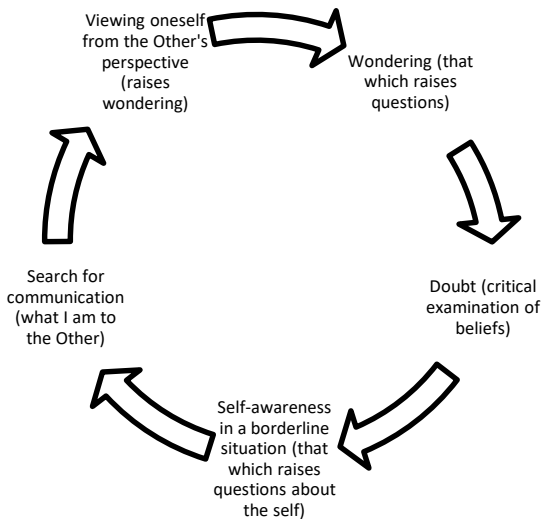 Viewing oneself
from the Other's
perspective
(raises
wondering)
Wondering (that
which raises
questions)
Doubt (critical
examination of
beliefs)
Self-awareness
in a borderline
situation (that
which raises
questions about
the self)
Search for
communication
(what I am to
the Other)